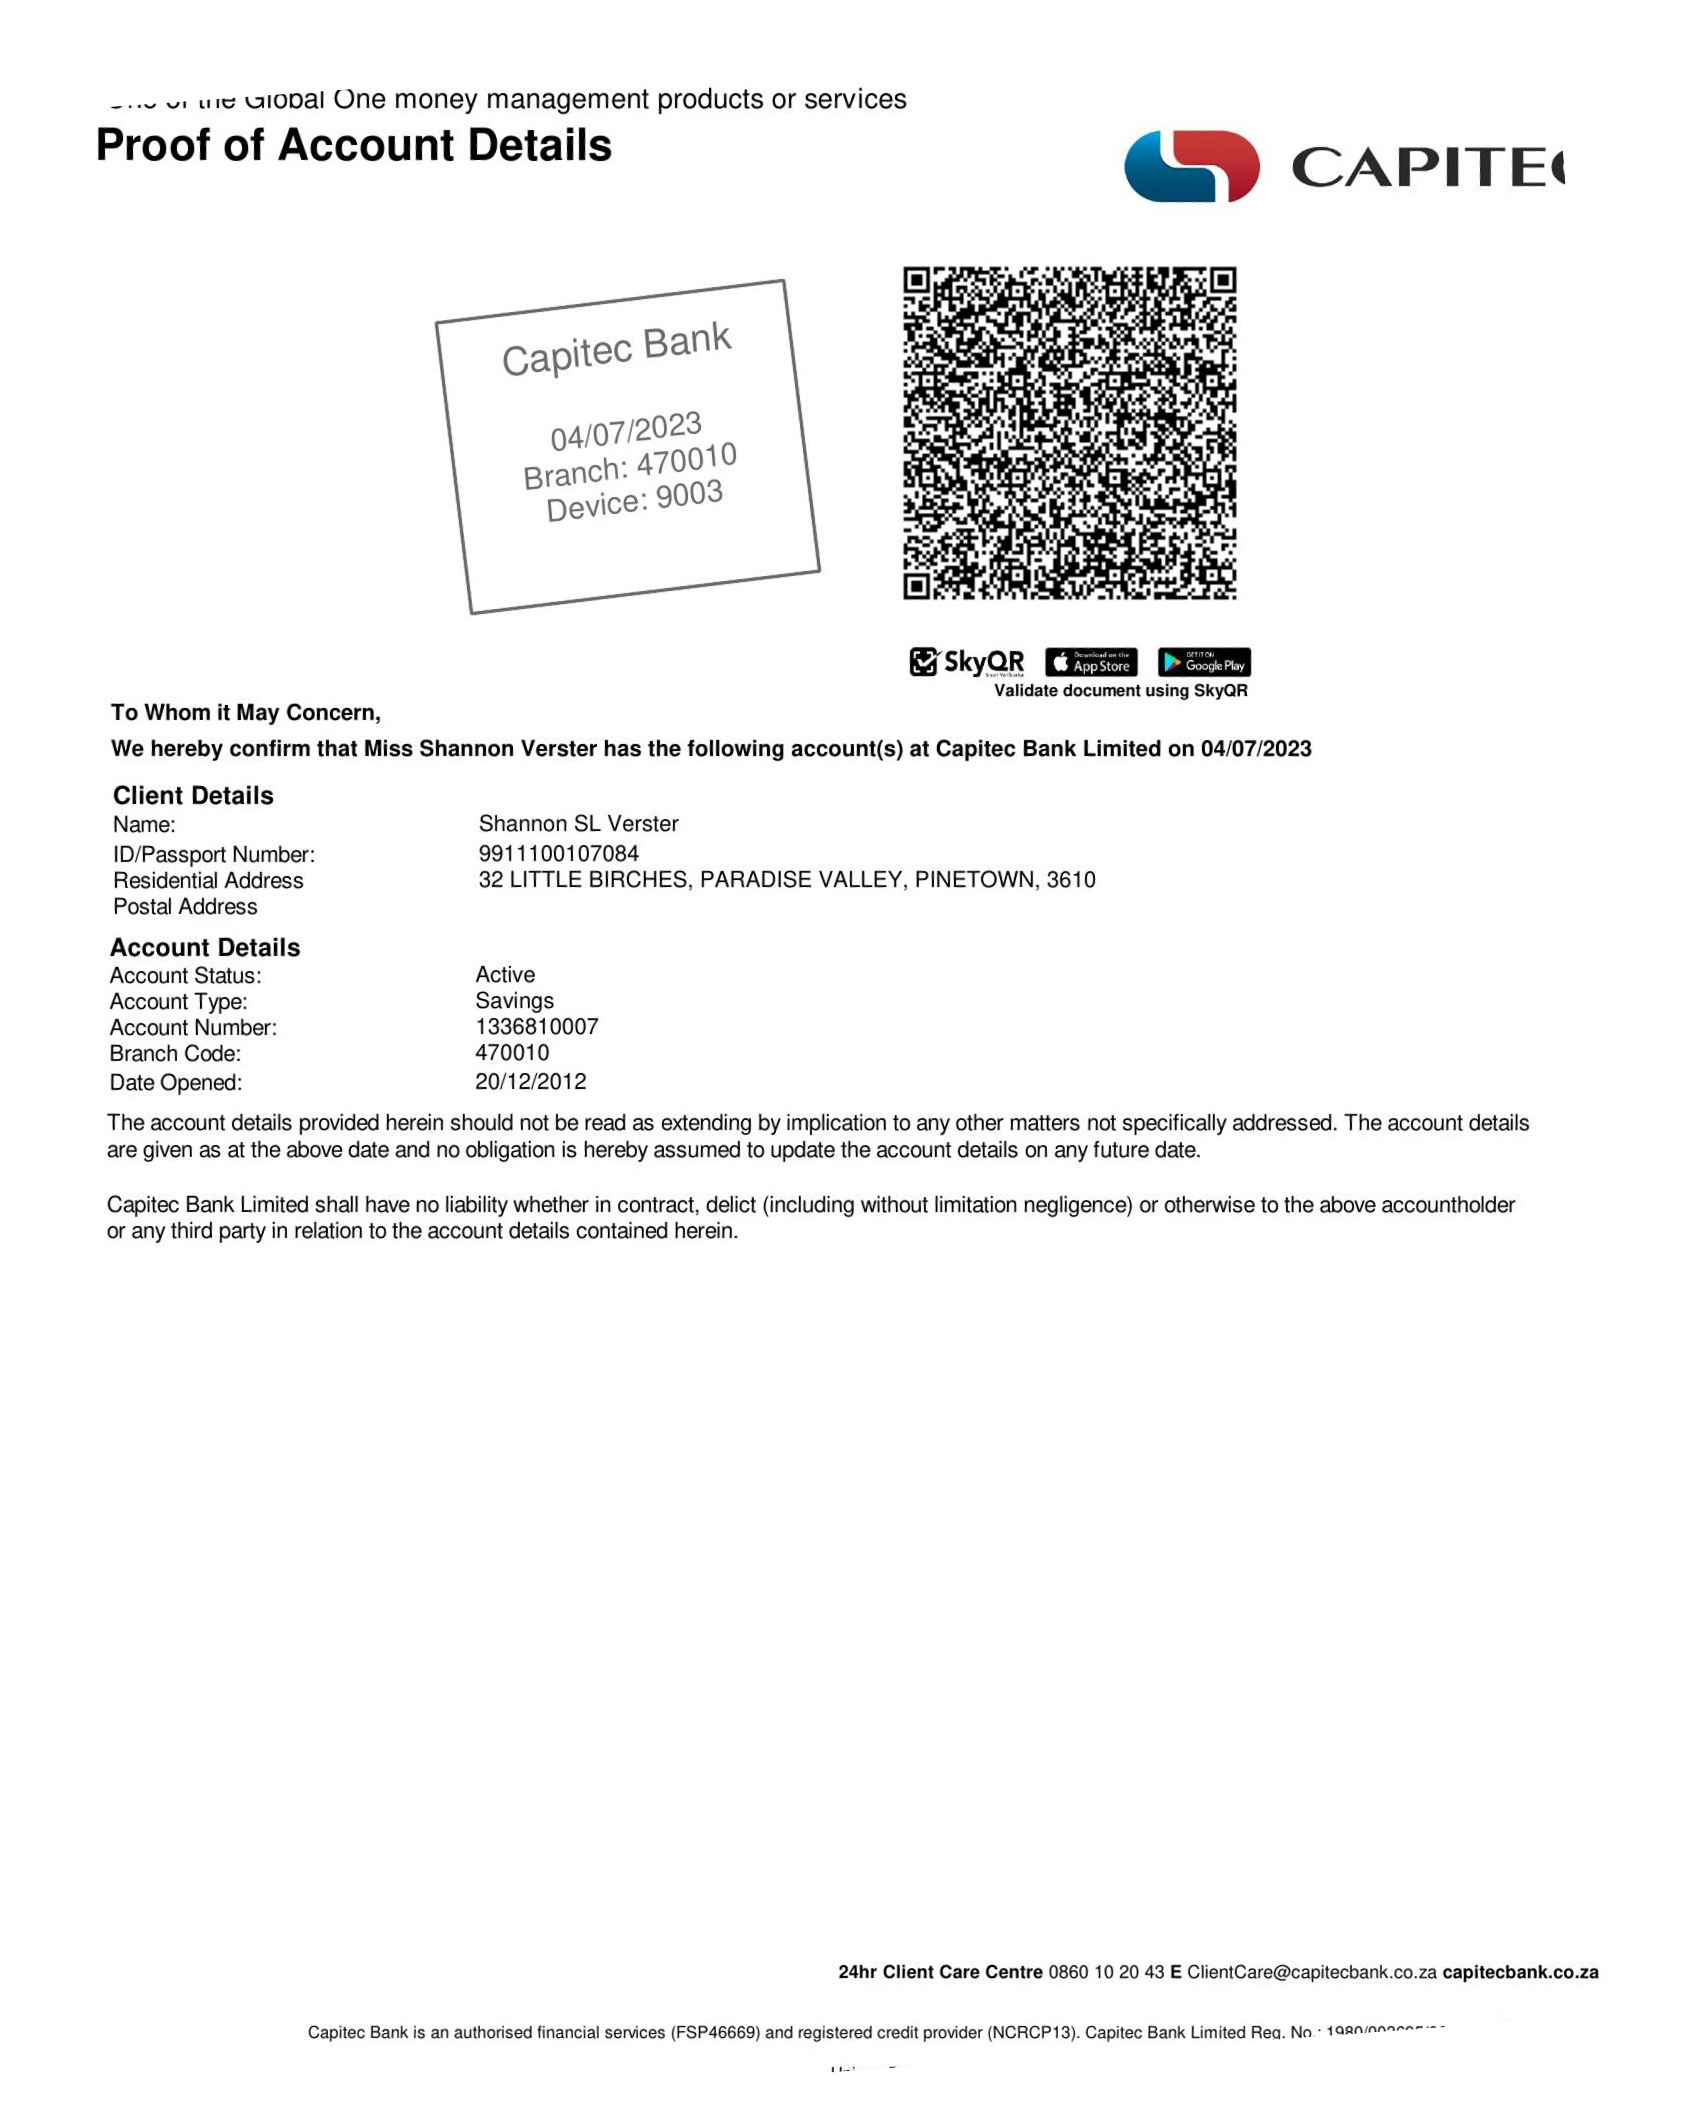 of the Global One money management products or services
Proof of Account Details
CAPITEC
Capitec Bank
04/07/2023
Branch: 470010
Device: 9003
SkyQR
Download on the
App Store
GET IT ON
Google Play
Validate document using SkyQR
To Whom it May Concern,
We hereby confirm that Miss Shannon Verster has the following account(s) at Capitec Bank Limited on 04/07/2023
Client Details
Name: Shannon SL Verster
ID/Passport Number: 9911100107084
Residential Address 32 LITTLE BIRCHES, PARADISE VALLEY, PINETOWN, 3610
Postal Address
Account Details
Account Status: Active
Account Type: Savings
Account Number: 1336810007
Branch Code: 470010
Date Opened: 20/12/2012
The account details provided herein should not be read as extending by implication to any other matters not specifically addressed. The account details
are given as at the above date and no obligation is hereby assumed to update the account details on any future date.
Capitec Bank Limited shall have no liability whether in contract, delict (including without limitation negligence) or otherwise to the above accountholder
or any third party in relation to the account details contained herein.
24hr Client Care Centre 0860 10 20 43 E ClientCare@capitecbank.co.za capitecbank.co.za
Capitec Bank is an authorised financial services (FSP46669) and registered credit provider (NCRCP13). Capitec Bank Limited Reg. No.: